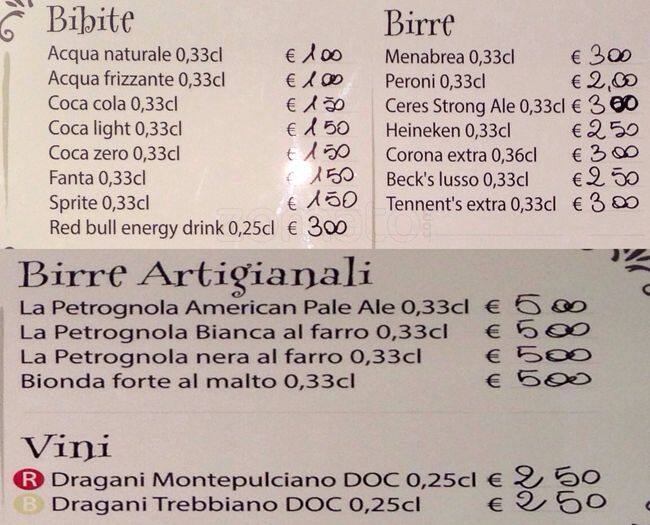 Bibite
Acqua naturale 0,33cl € 1 00
Acqua frizzante 0,33cl € 1 00
Coca cola 0,33cl € 1 50
Coca light 0,33cl € 1 50
Coca zero 0,33cl € 1 50
Fanta 0,33cl € 1 50
Sprite 0,33cl € 1 50
Red bull energy drink 0,25cl € 3 00
Birre
Menabrea 0,33cl € 3 00
Peroni 0,33cl € 2,00
Ceres Strong Ale 0,33cl € 3 00
Heineken 0,33cl € 2 50
Corona extra 0,36cl € 3 00
Beck's lusso 0,33cl € 2 50
Tennent's extra 0,33cl € 3 00
Birre Artigianali
La Petrognola American Pale Ale 0,33cl € 5 00
La Petrognola Bianca al farro 0,33cl € 5 00
La Petrognola nera al farro 0,33cl € 5 00
Bionda forte al malto 0,33cl € 5 00
Vini
R Dragani Montepulciano DOC 0,25cl € 2 50
B Dragani Trebbiano DOC 0,25cl € 2 50